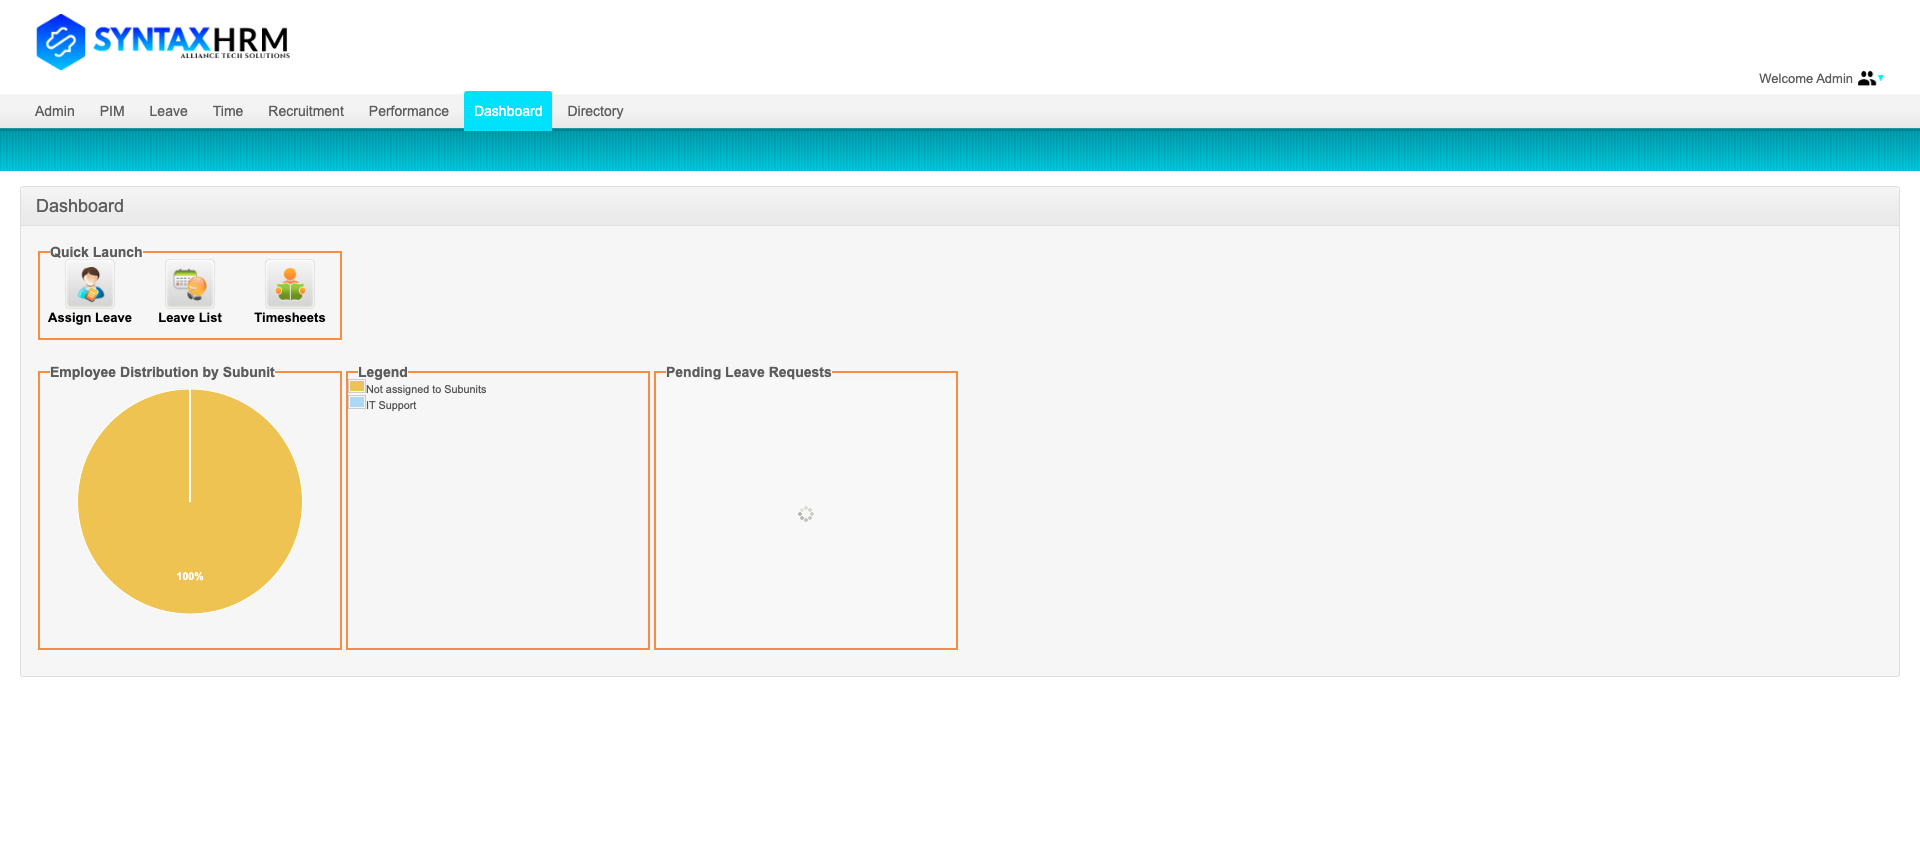 SYNTAXHRM
ALLIANCE TECH SOLUTIONS
Welcome Admin
Admin PIM Leave Time Recruitment Performance Dashboard Directory
Dashboard
Quick Launch
Assign Leave Leave List Timesheets
Employee Distribution by Subunit
100%
Legend
Not assigned to Subunits
IT Support
Pending Leave Requests